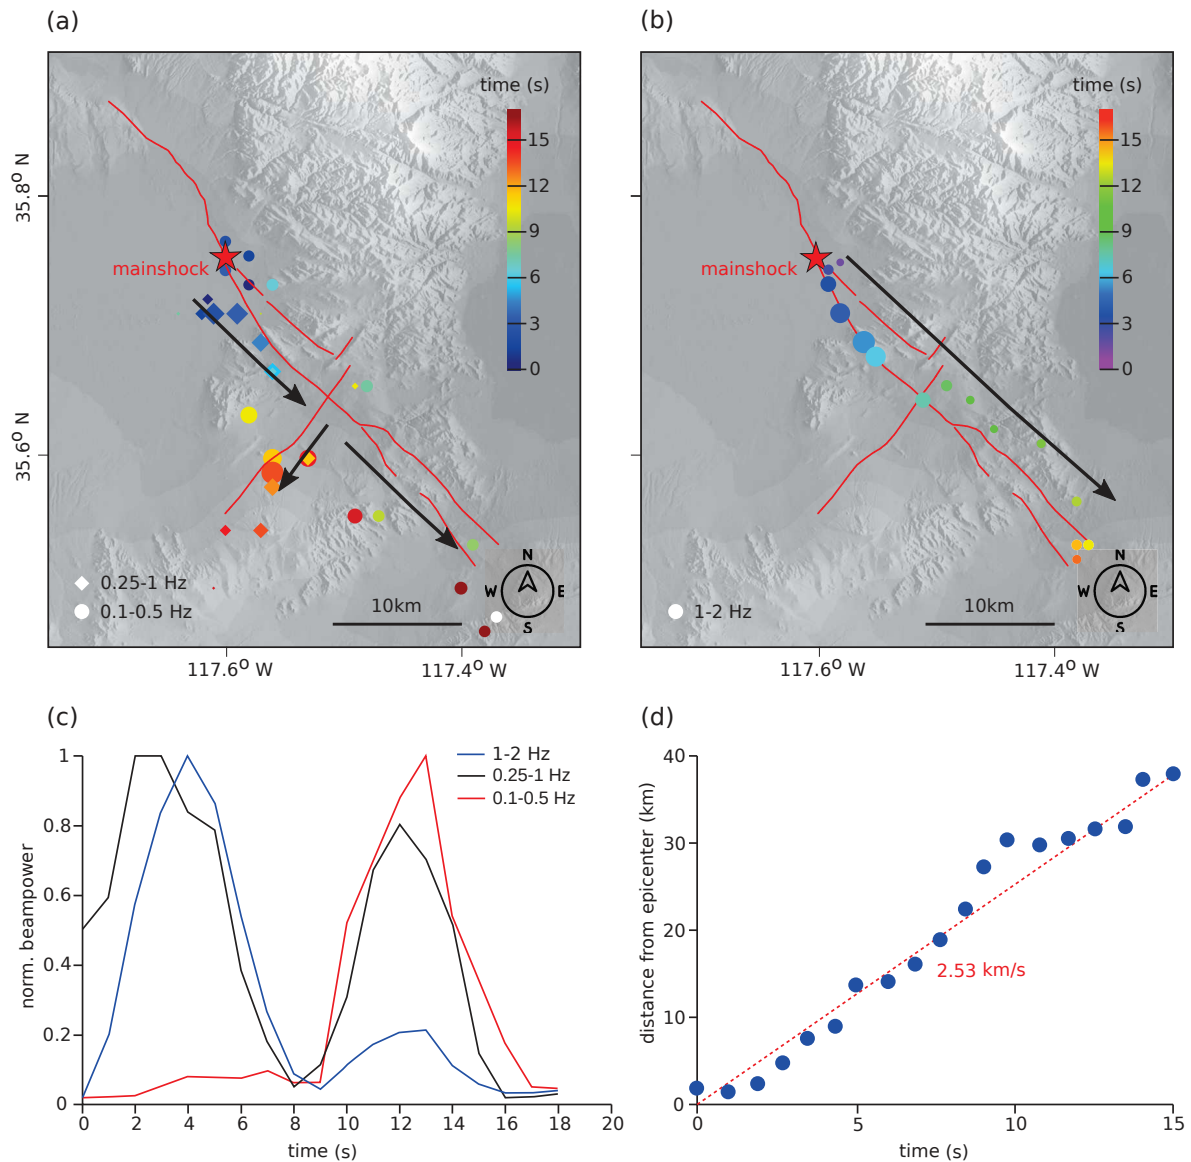 (a)
(b)
time (s)
15
12
9
6
3
0
35.8° N
35.6° N
mainshock
0.25-1 Hz
0.1-0.5 Hz
10km
N
W E
S
117.6° W
117.4° W
time (s)
15
12
9
6
3
0
mainshock
1-2 Hz
10km
N
W E
S
117.6° W
117.4° W
(c)
1-2 Hz
0.25-1 Hz
0.1-0.5 Hz
norm. beampower
1
0.8
0.6
0.4
0.2
0
0 2 4 6 8 10 12 14 16 18 20
time (s)
(d)
distance from epicenter (km)
40
30
20
10
0
2.53 km/s
0 5 10 15
time (s)